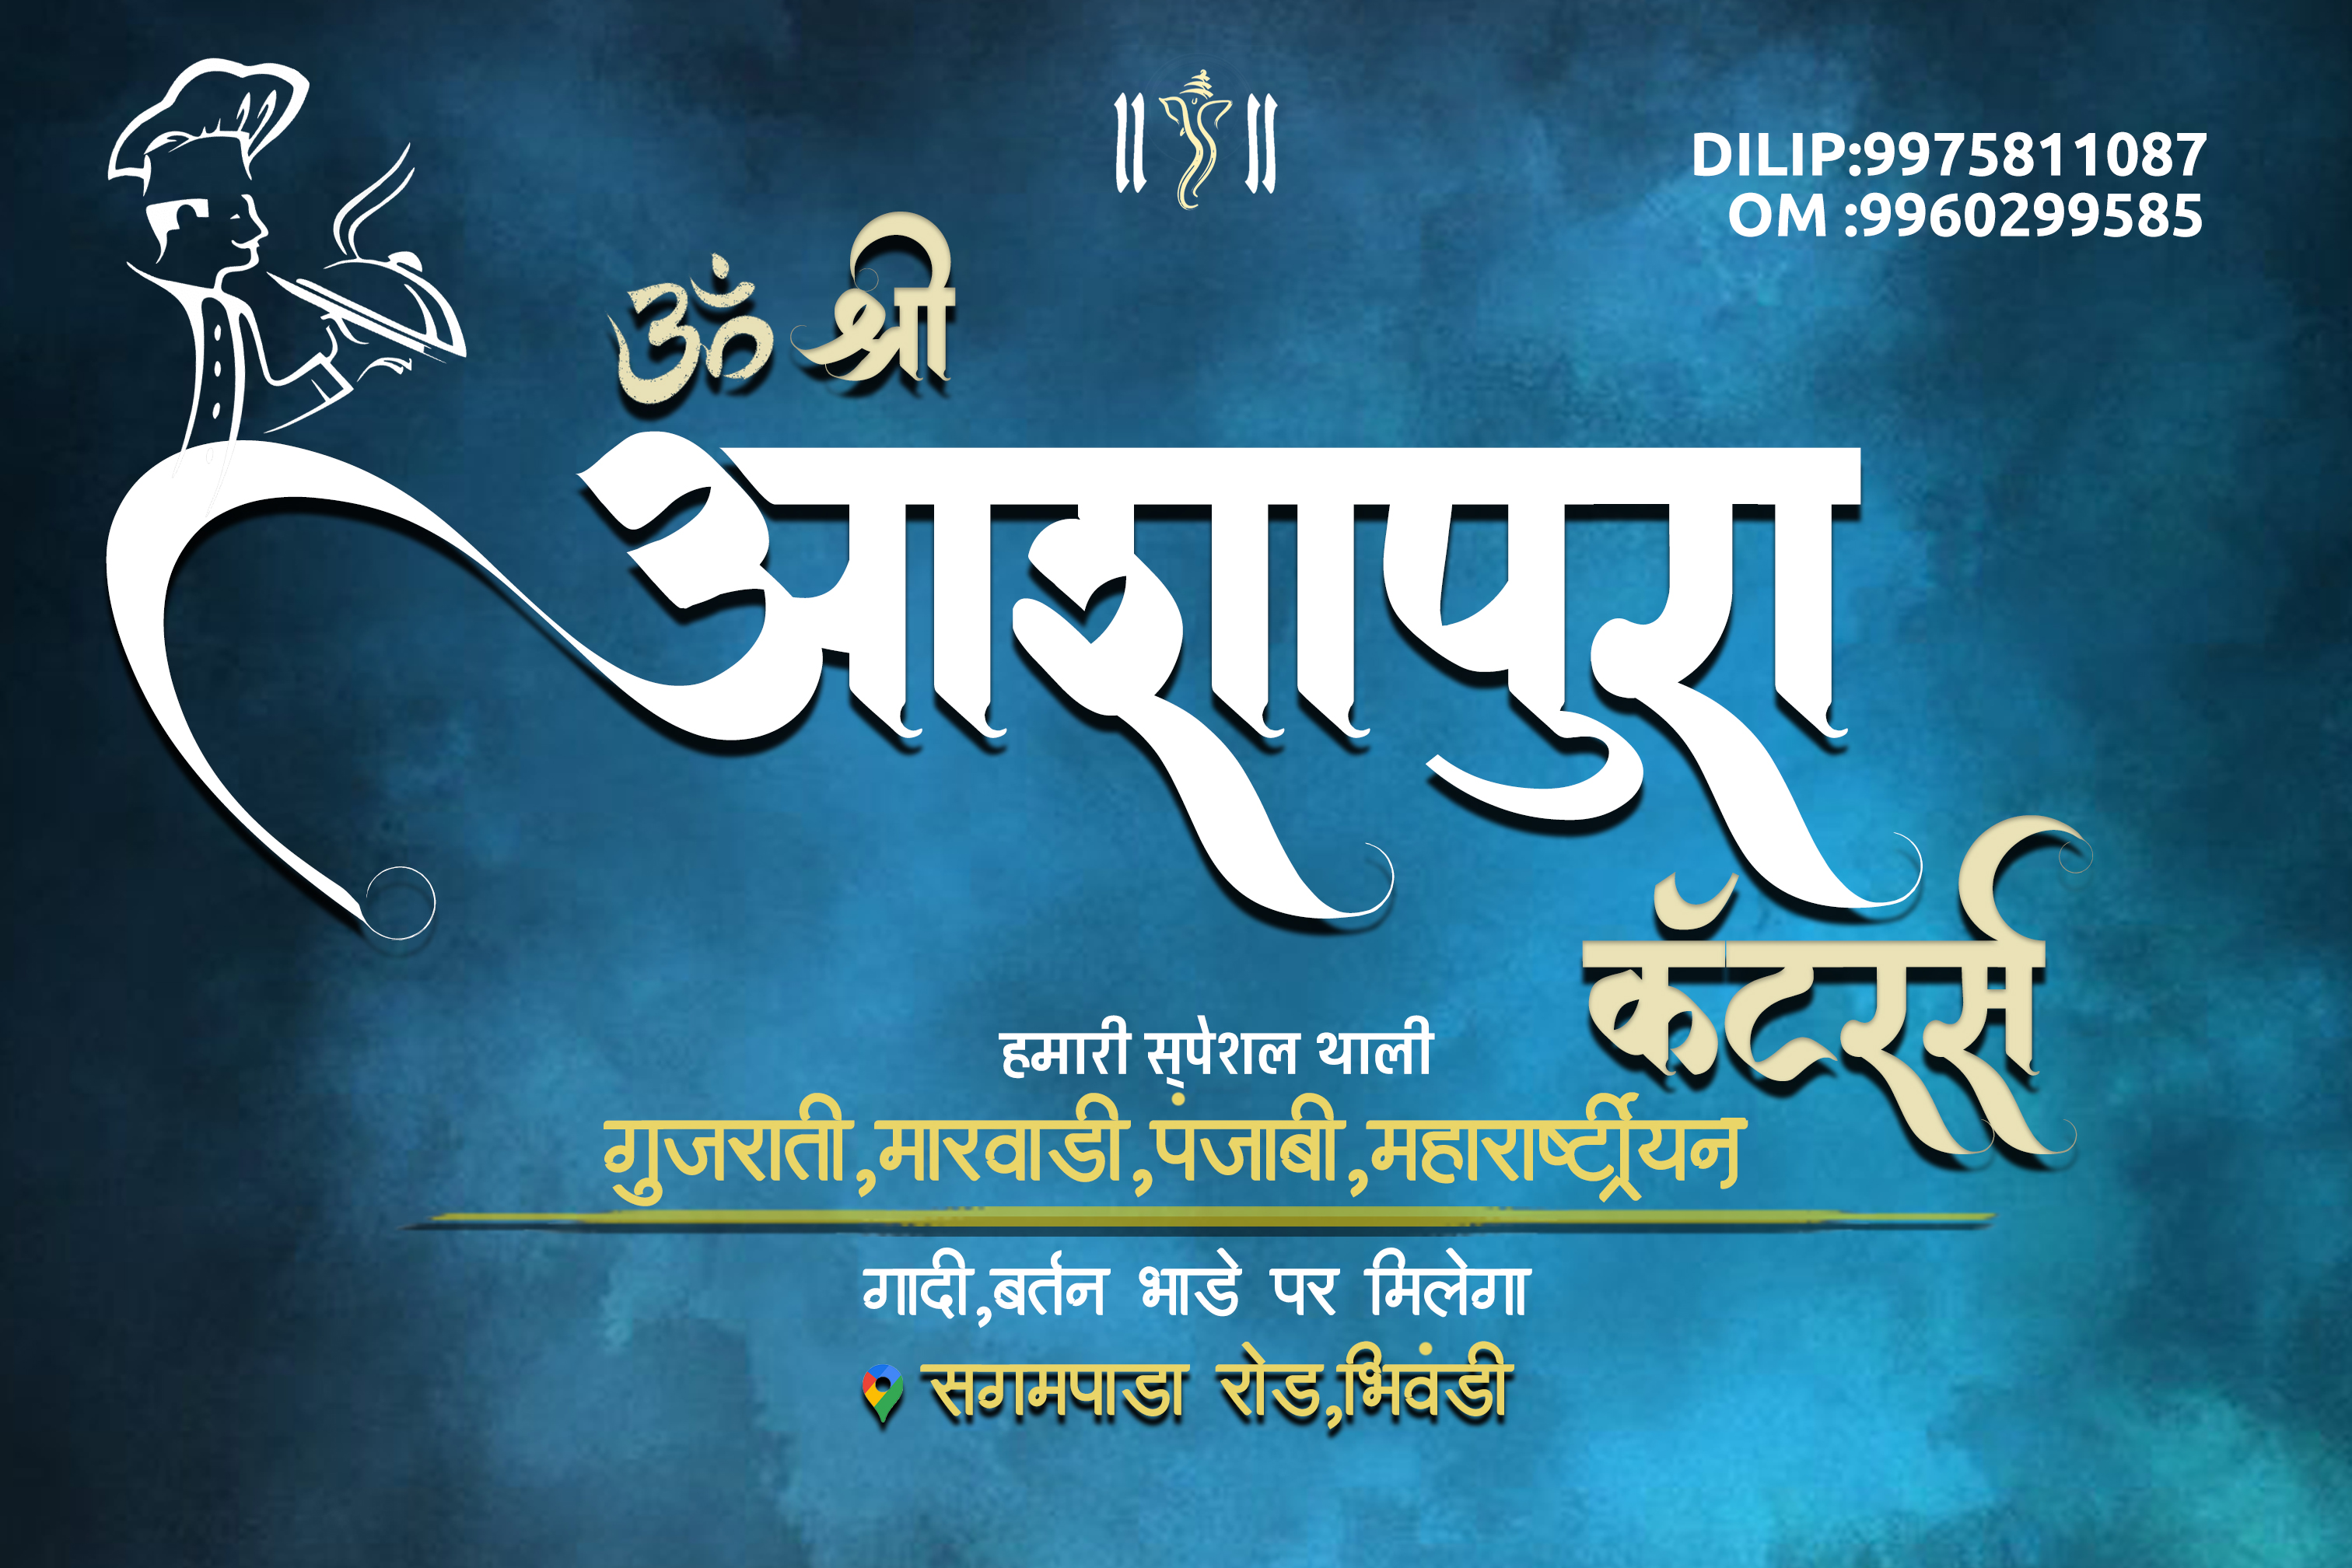 DILIP:9975811087
OM :9960299585
ॐ श्री
आशापुरा
कॅटरर्स
हमारी स्पेशल थाली
गुजराती,मारवाडी,पंजाबी,महारार्ष्ट्रीयन
गादी,बर्तन भाडे पर मिलेगा
सगमपाडा रोड,भिवंडी